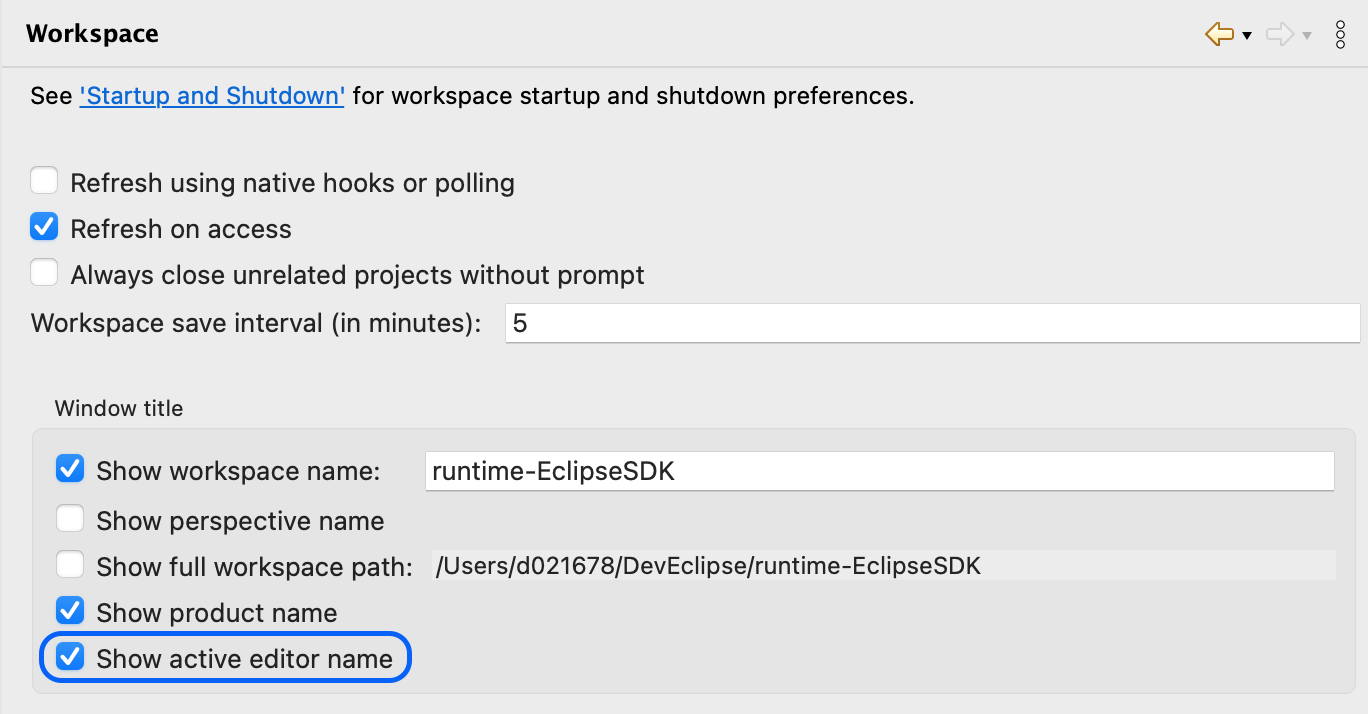 Workspace
See 'Startup and Shutdown' for workspace startup and shutdown preferences.
Refresh using native hooks or polling
Refresh on access
Always close unrelated projects without prompt
Workspace save interval (in minutes): 5
Window title
Show workspace name: runtime-EclipseSDK
Show perspective name
Show full workspace path: /Users/d021678/DevEclipse/runtime-EclipseSDK
Show product name
Show active editor name